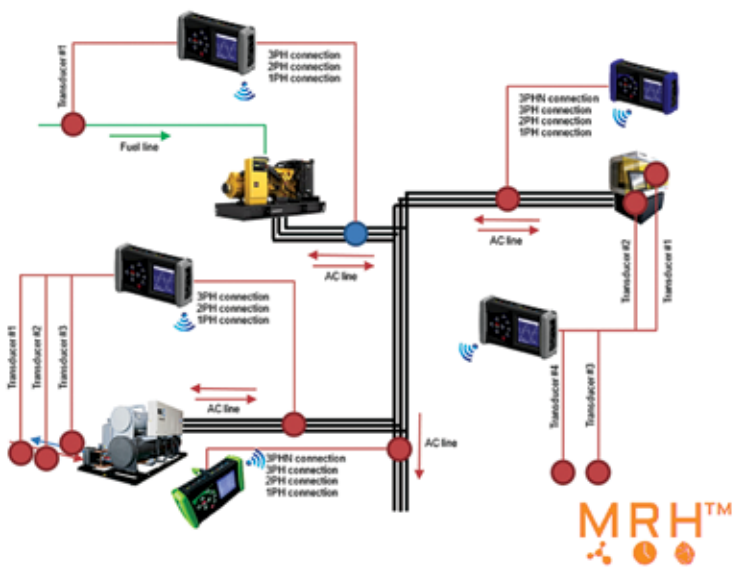 Transducer #1
3PH connection
2PH connection
1PH connection
Fuel line
AC line
3PHN connection
3PH connection
2PH connection
1PH connection
AC line
Transducer #2
Transducer #1
3PH connection
2PH connection
1PH connection
Transducer #1
Transducer #2
Transducer #3
AC line
Transducer #4
Transducer #3
AC line
3PHN connection
3PH connection
2PH connection
1PH connection
MRH™